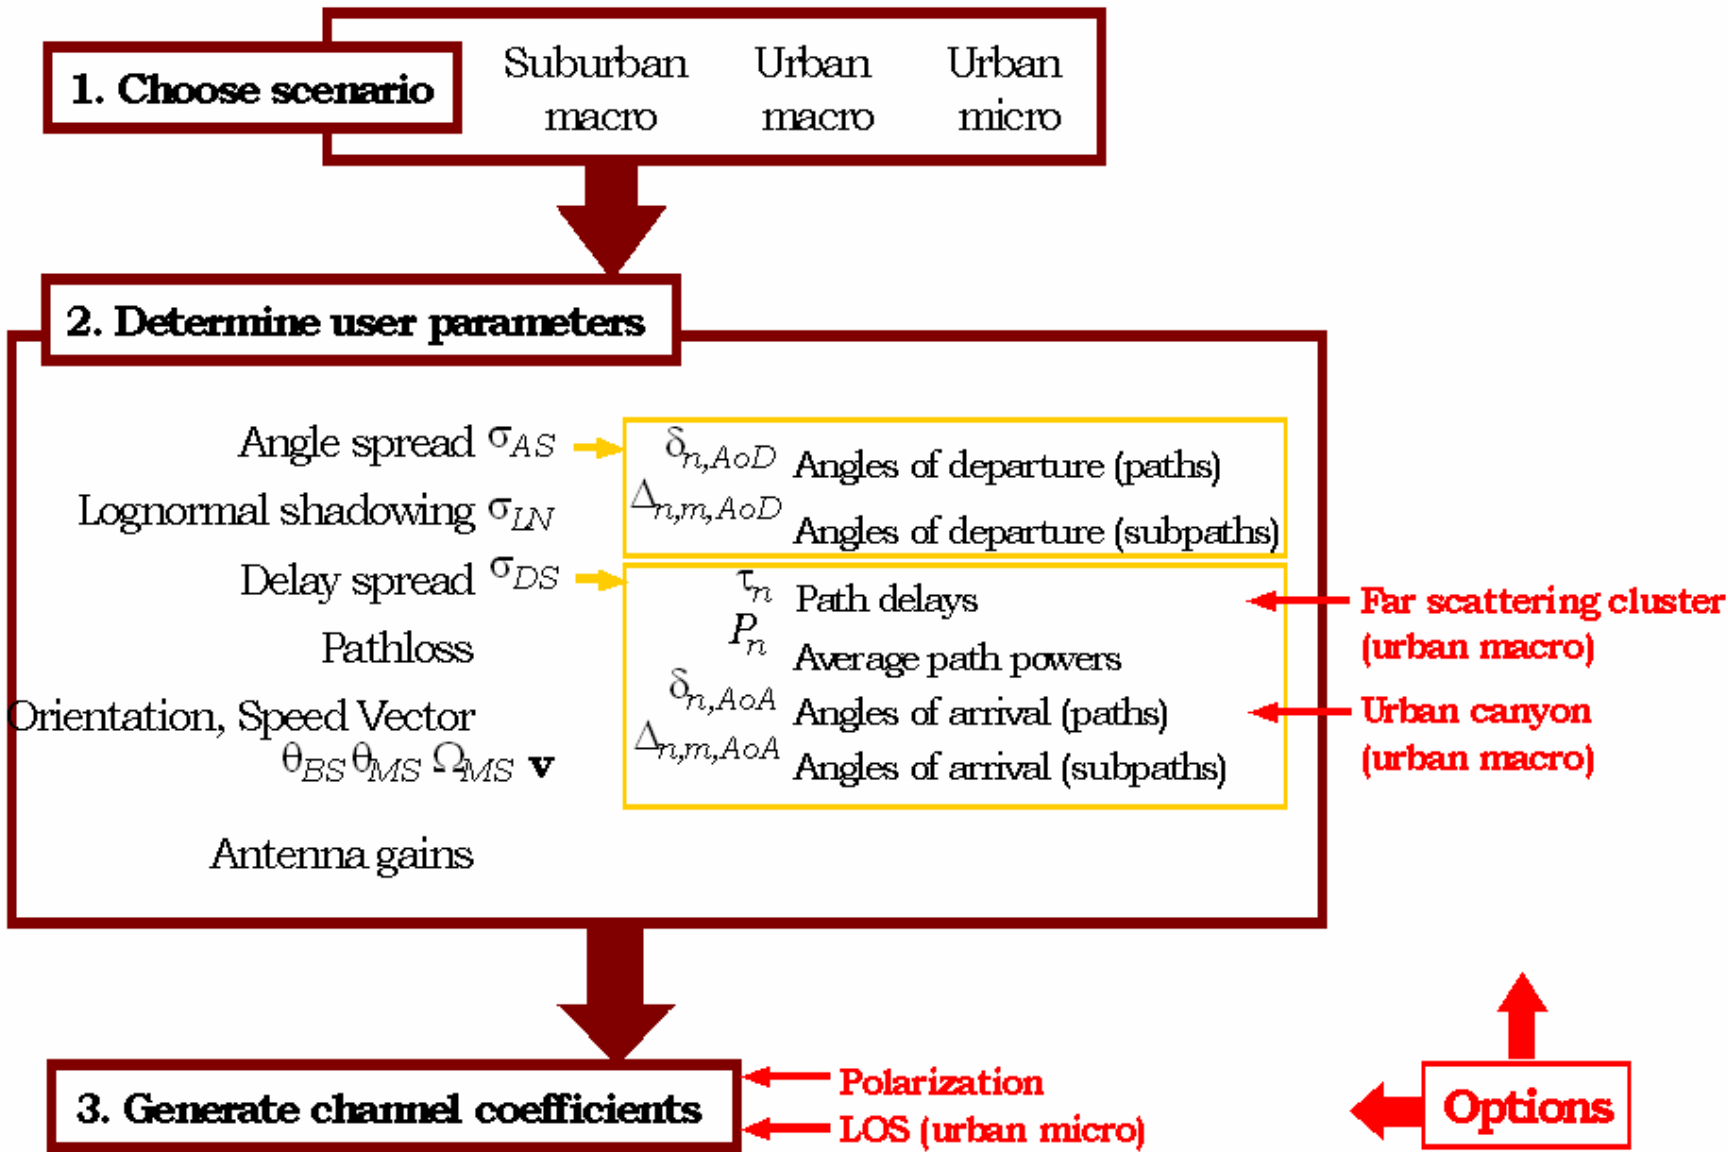 1. Choose scenario
Suburban macro
Urban macro
Urban micro
2. Determine user parameters
Angle spread σAS
Lognormal shadowing σLN
Delay spread σDS
Pathloss
Orientation, Speed Vector
θBS θMS ΩMS v
Antenna gains
δn,AoD Angles of departure (paths)
Δn,m,AoD Angles of departure (subpaths)
τn Path delays
Pn Average path powers
δn,AoA Angles of arrival (paths)
Δn,m,AoA Angles of arrival (subpaths)
Far scattering cluster
(urban macro)
Urban canyon
(urban macro)
3. Generate channel coefficients
Polarization
LOS (urban micro)
Options